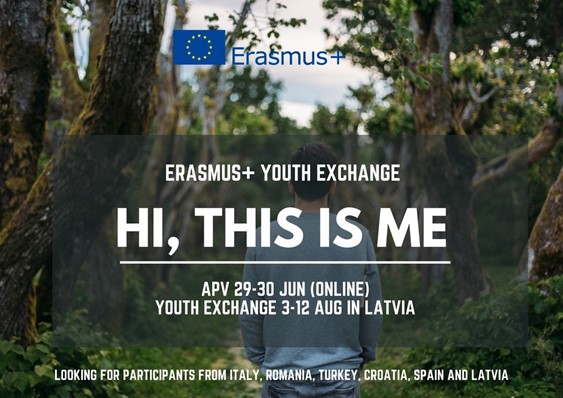 Erasmus+
ERASMUS+ YOUTH EXCHANGE
HI, THIS IS ME
APV 29-30 JUN (ONLINE)
YOUTH EXCHANGE 3-12 AUG IN LATVIA
LOOKING FOR PARTICIPANTS FROM ITALY, ROMANIA, TURKEY, CROATIA, SPAIN AND LATVIA